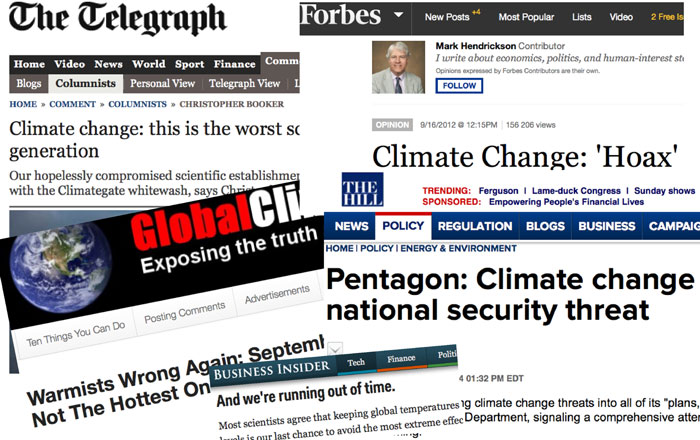 The Telegraph
Home Video News World Sport Finance Comm
Blogs Columnists Personal View Telegraph View L
HOME » COMMENT » COLUMNISTS » CHRISTOPHER BOOKER
Climate change: this is the worst sc
generation
Our hopelessly compromised scientific establishmen
with the Climategate whitewash, says Chris
Forbes
New Posts +4 Most Popular Lists Video 2 Free Is
Mark Hendrickson Contributor
I write about economics, politics, and human-interest st
Opinions expressed by Forbes Contributors are their own.
FOLLOW
OPINION 9/16/2012 @ 12:15PM 156 206 views
Climate Change: 'Hoax'
THE
HILL
TRENDING: Ferguson | Lame-duck Congress | Sunday shows
SPONSORED: Empowering People's Financial Lives
NEWS POLICY REGULATION BLOGS BUSINESS CAMPAIG
HOME | POLICY | ENERGY & ENVIRONMENT
Pentagon: Climate change
national security threat
4 01:32 PM EDT
ng climate change threats into all of its "plans,
Department, signaling a comprehensive atte
GlobalCli
Exposing the truth
Ten Things You Can Do Posting Comments Advertisements
Warmists Wrong Again: Septemb
Not The Hottest On
BUSINESS INSIDER Tech Finance Politi
And we're running out of time.
Most scientists agree that keeping global temperatures
levels is our last chance to avoid the most extreme effec